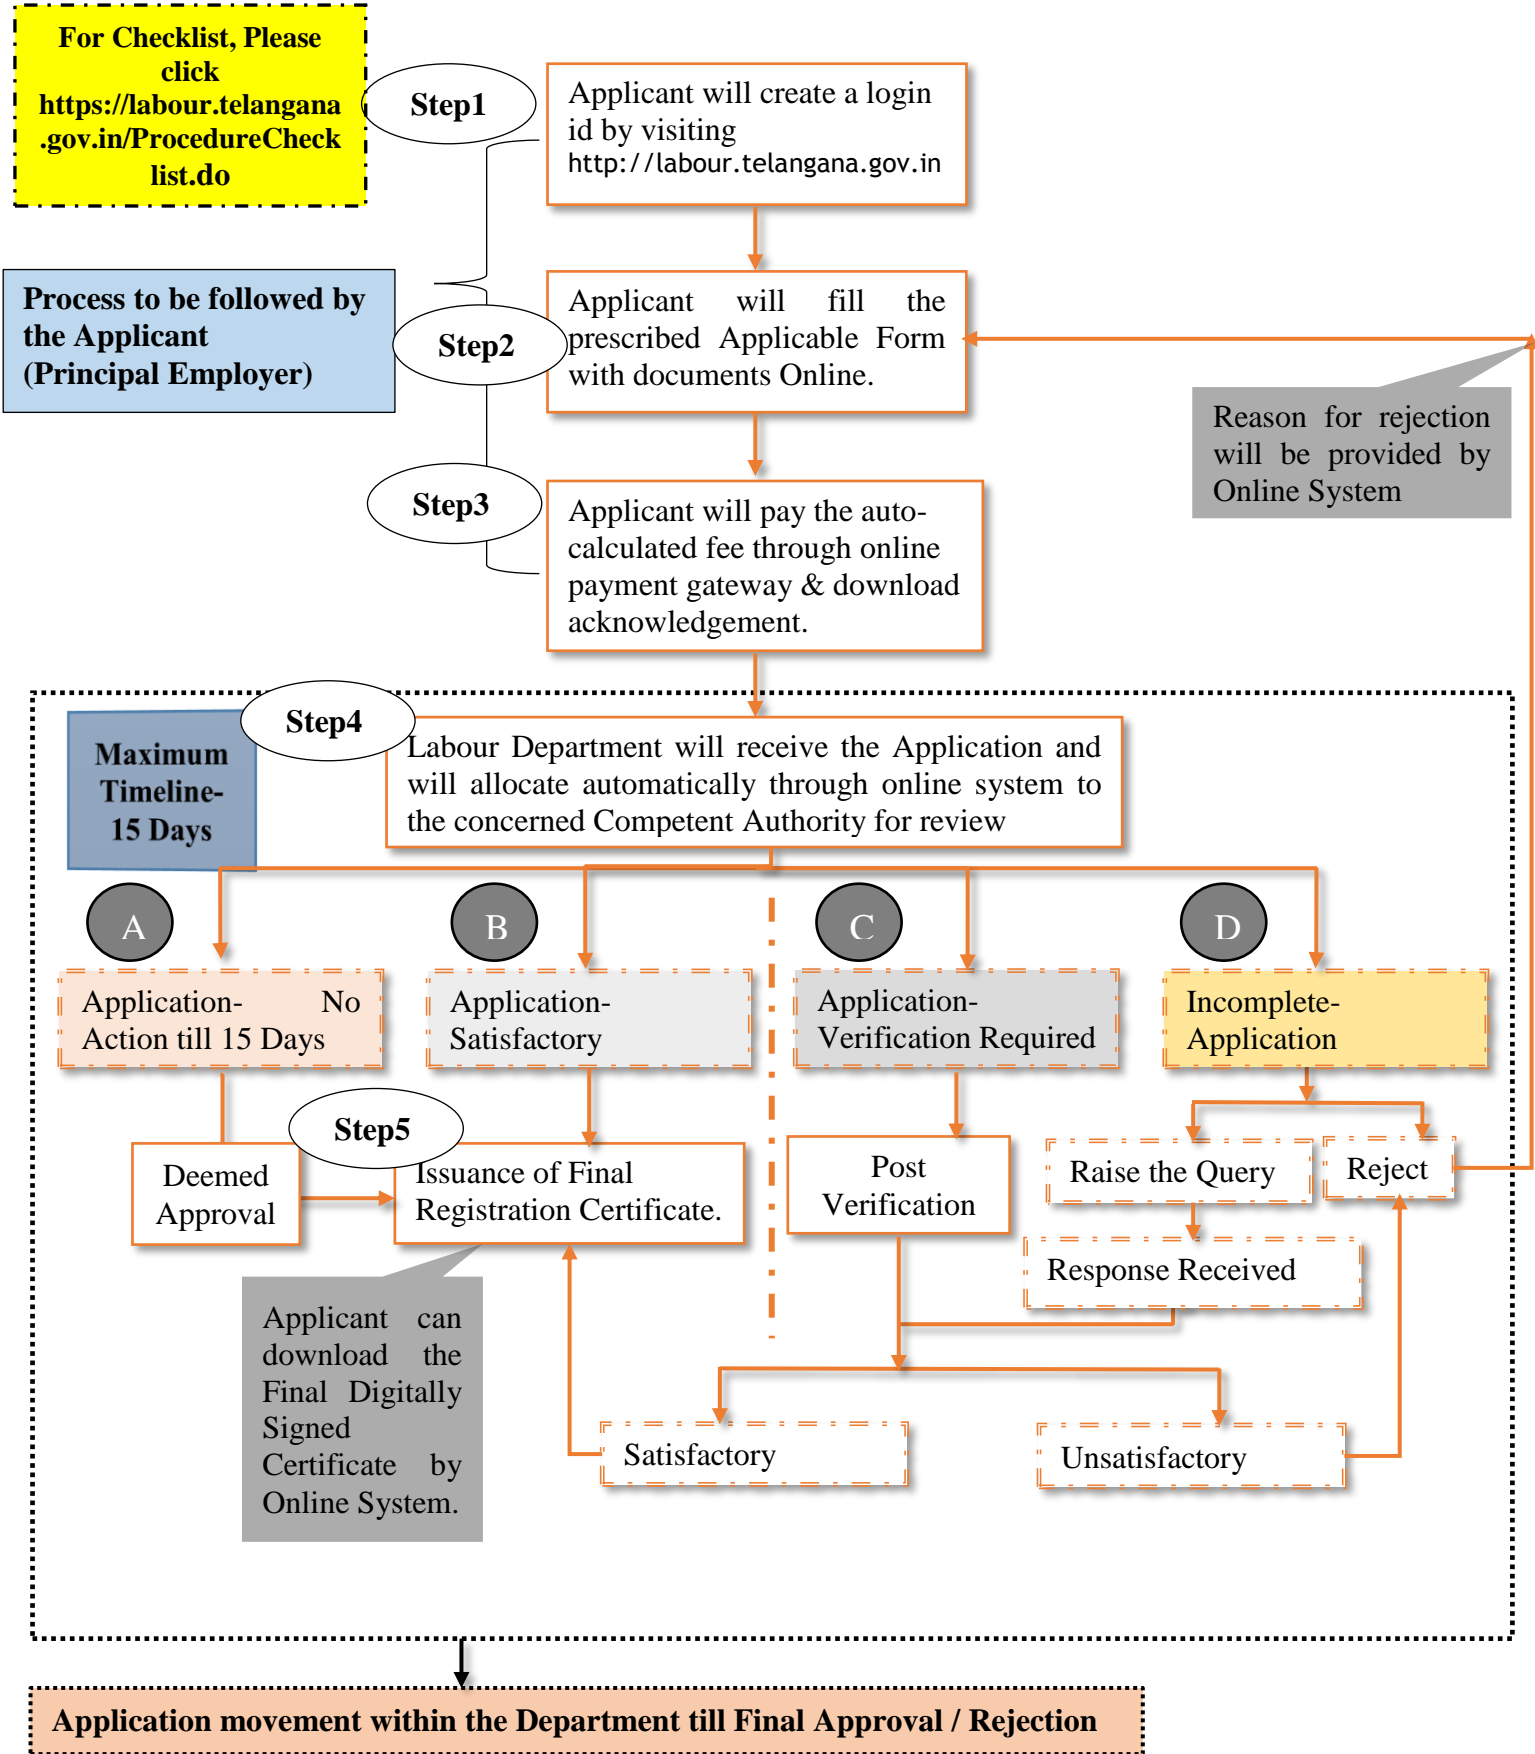 For Checklist, Please
click
https://labour.telangana
.gov.in/ProcedureCheck
list.do
Step1
Applicant will create a login
id by visiting
http://labour.telangana.gov.in
Process to be followed by
the Applicant
(Principal Employer)
Step2
Applicant will fill the
prescribed Applicable Form
with documents Online.
Reason for rejection
will be provided by
Online System
Step3
Applicant will pay the auto-
calculated fee through online
payment gateway & download
acknowledgement.
Maximum
Timeline-
15 Days
Step4
Labour Department will receive the Application and
will allocate automatically through online system to
the concerned Competent Authority for review
A
B
C
D
Application- No
Action till 15 Days
Application-
Satisfactory
Application-
Verification Required
Incomplete-
Application
Step5
Deemed
Approval
Issuance of Final
Registration Certificate.
Post
Verification
Raise the Query
Reject
Response Received
Applicant can
download the
Final Digitally
Signed
Certificate by
Online System.
Satisfactory
Unsatisfactory
Application movement within the Department till Final Approval / Rejection